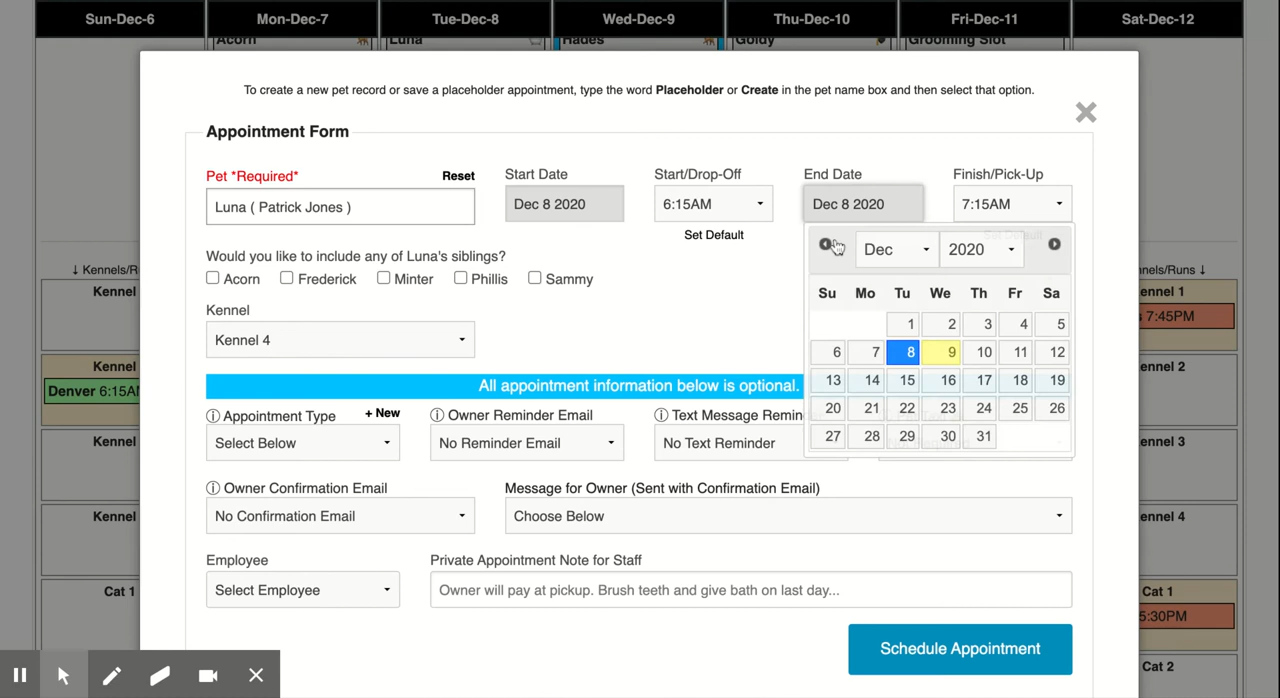 Sun-Dec-6 Mon-Dec-7 Tue-Dec-8 Wed-Dec-9 Thu-Dec-10 Fri-Dec-11 Sat-Dec-12
Acorn Luna Hades Goldy Grooming Slot
To create a new pet record or save a placeholder appointment, type the word Placeholder or Create in the pet name box and then select that option.
Appointment Form
Pet *Required* Reset Start Date Start/Drop-Off End Date Finish/Pick-Up
Luna ( Patrick Jones ) Dec 8 2020 6:15AM Dec 8 2020 7:15AM
Set Default Set Default
Would you like to include any of Luna's siblings?
Acorn Frederick Minter Phillis Sammy
Kennel
Kennel 4
Dec 2020
Su Mo Tu We Th Fr Sa
1 2 3 4 5
6 7 8 9 10 11 12
13 14 15 16 17 18 19
20 21 22 23 24 25 26
27 28 29 30 31
All appointment information below is optional.
ⓘ Appointment Type + New ⓘ Owner Reminder Email ⓘ Text Message Remin
Select Below No Reminder Email No Text Reminder
ⓘ Owner Confirmation Email Message for Owner (Sent with Confirmation Email)
No Confirmation Email Choose Below
Employee Private Appointment Note for Staff
Select Employee Owner will pay at pickup. Brush teeth and give bath on last day...
Schedule Appointment
↓ Kennels/R
Kennel
Kennel
Denver 6:15A
Kennel
Kennel
Cat 1
nnels/Runs ↓
ennel 1
s 7:45PM
ennel 2
ennel 3
ennel 4
Cat 1
5:30PM
Cat 2